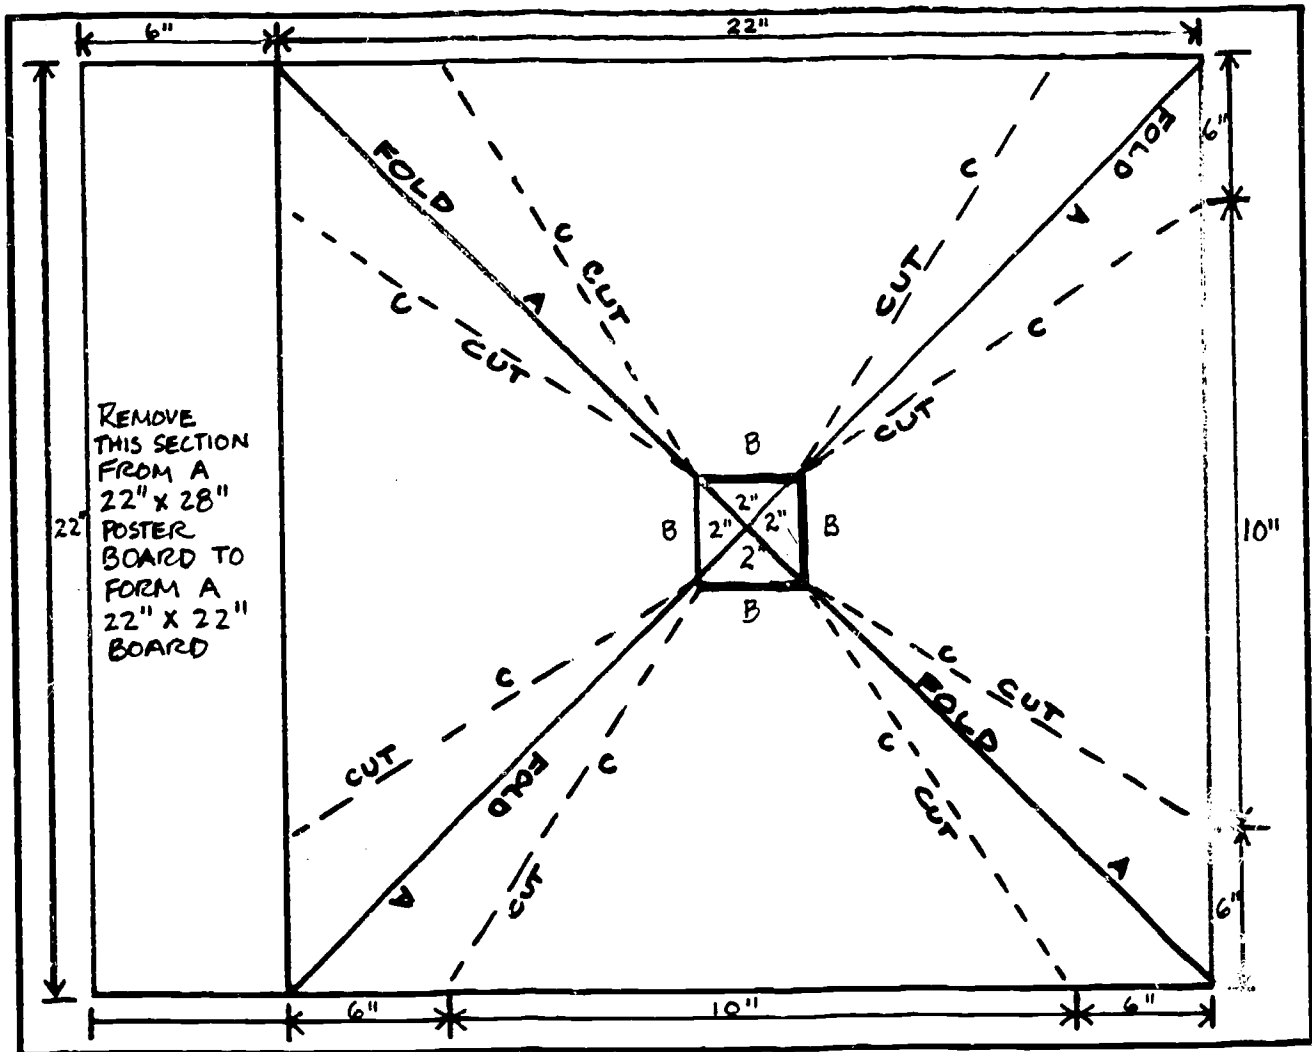 6"
22"
FOLD
C
FOLD
6"
A
C
CUT
CUT
A
C
C
CUT
CUT
REMOVE
THIS SECTION
FROM A
22" X 28"
POSTER
BOARD TO
FORM A
22" X 22"
BOARD
22"
B
2"
B
2"
2"
B
10"
2"
B
C
C
CUT
FOLD
C
CUT
FOLD
C
CUT
A
CUT
A
6"
6"
10"
6"